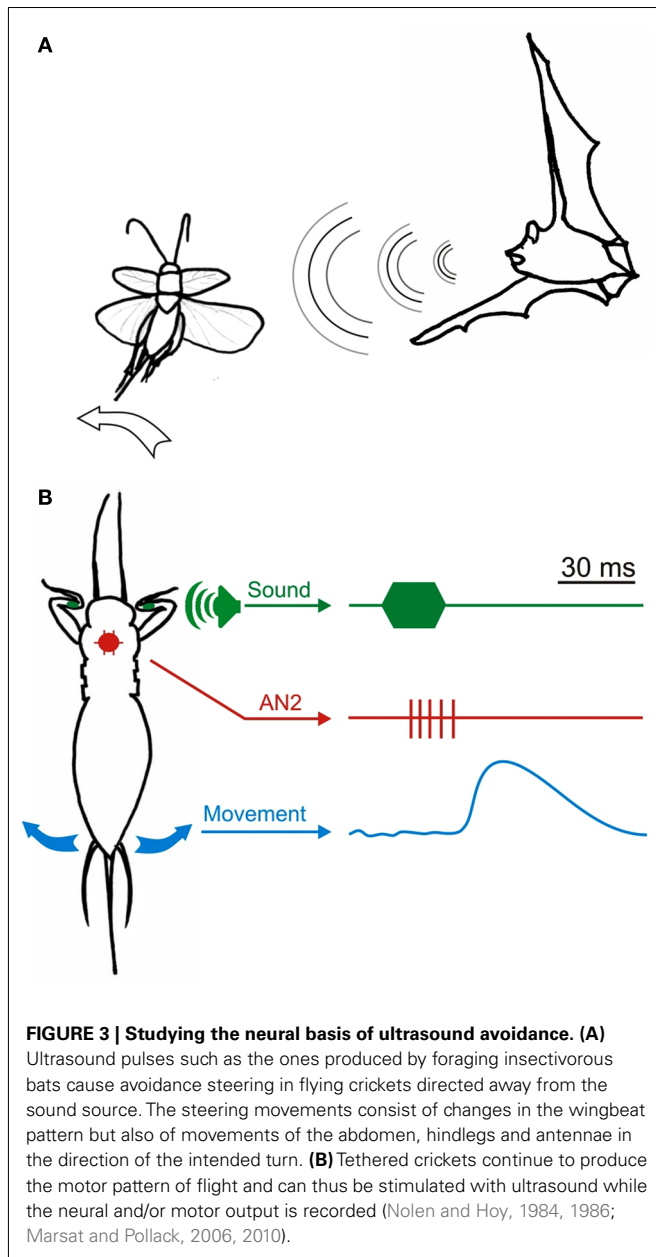 A
B
Sound
30 ms
AN2
Movement
FIGURE 3 | Studying the neural basis of ultrasound avoidance. (A)
Ultrasound pulses such as the ones produced by foraging insectivorous
bats cause avoidance steering in flying crickets directed away from the
sound source. The steering movements consist of changes in the wingbeat
pattern but also of movements of the abdomen, hindlegs and antennae in
the direction of the intended turn. (B) Tethered crickets continue to produce
the motor pattern of flight and can thus be stimulated with ultrasound while
the neural and/or motor output is recorded (Nolen and Hoy, 1984, 1986;
Marsat and Pollack, 2006, 2010).